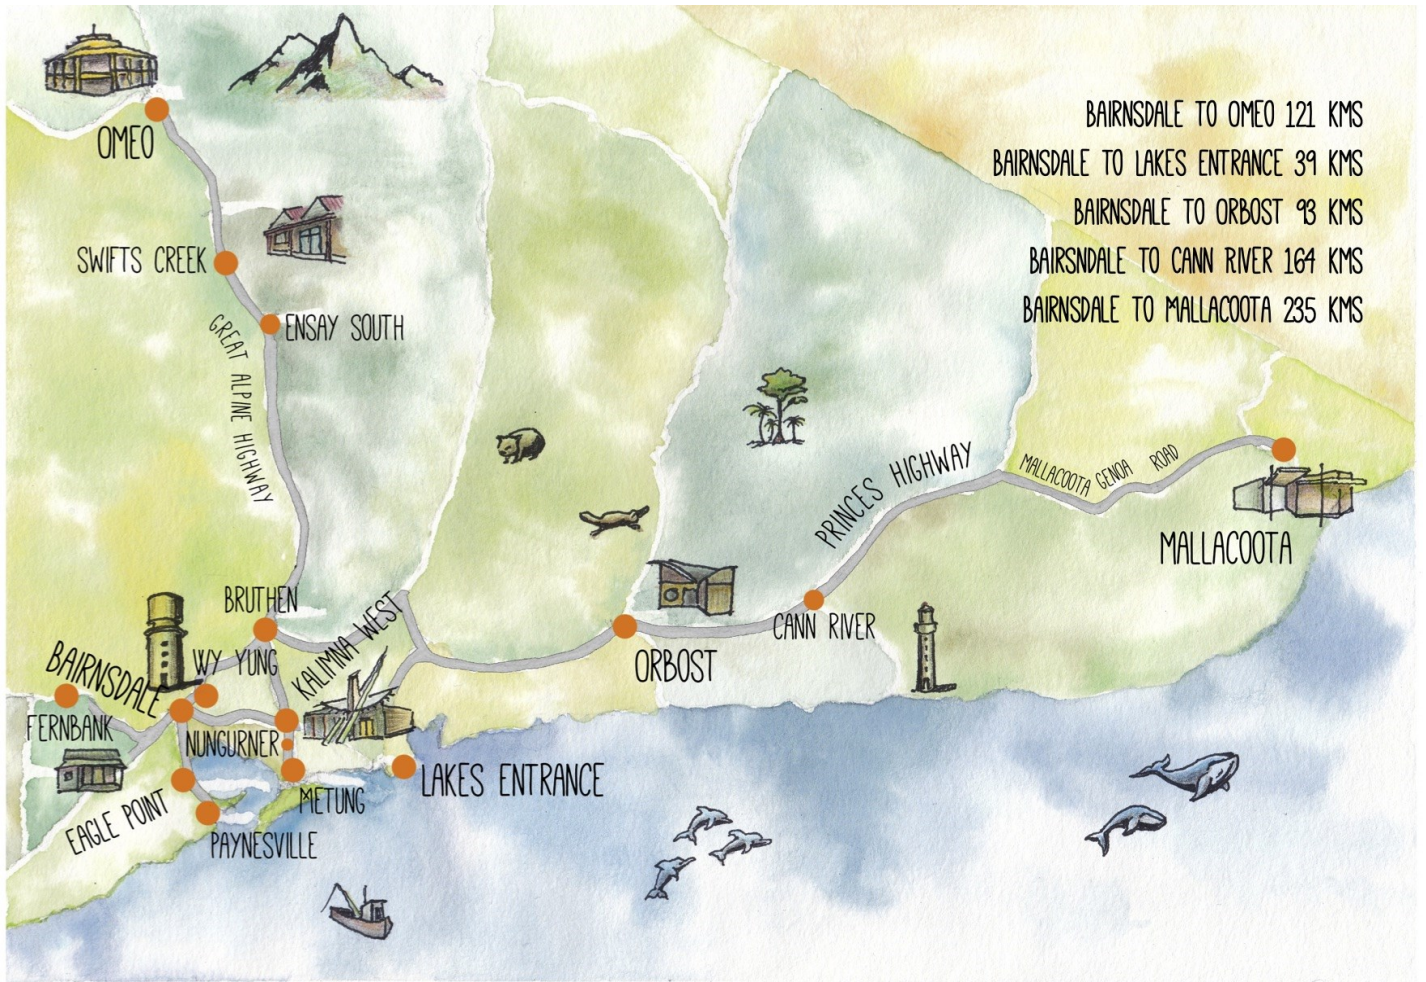 BAIRNSDALE TO OMEO 121 KMS
BAIRNSDALE TO LAKES ENTRANCE 39 KMS
BAIRNSDALE TO ORBOST 93 KMS
BAIRSNDALE TO CANN RIVER 164 KMS
BAIRNSDALE TO MALLACOOTA 235 KMS
OMEO
SWIFTS CREEK
ENSAY SOUTH
GREAT ALPINE HIGHWAY
PRINCES HIGHWAY
MALLACOOTA GENOA ROAD
MALLACOOTA
BRUTHEN
KALIMNA WEST
CANN RIVER
WY YUNG
BAIRNSDALE
ORBOST
FERNBANK
NUNGURNER
LAKES ENTRANCE
METUNG
EAGLE POINT
PAYNESVILLE